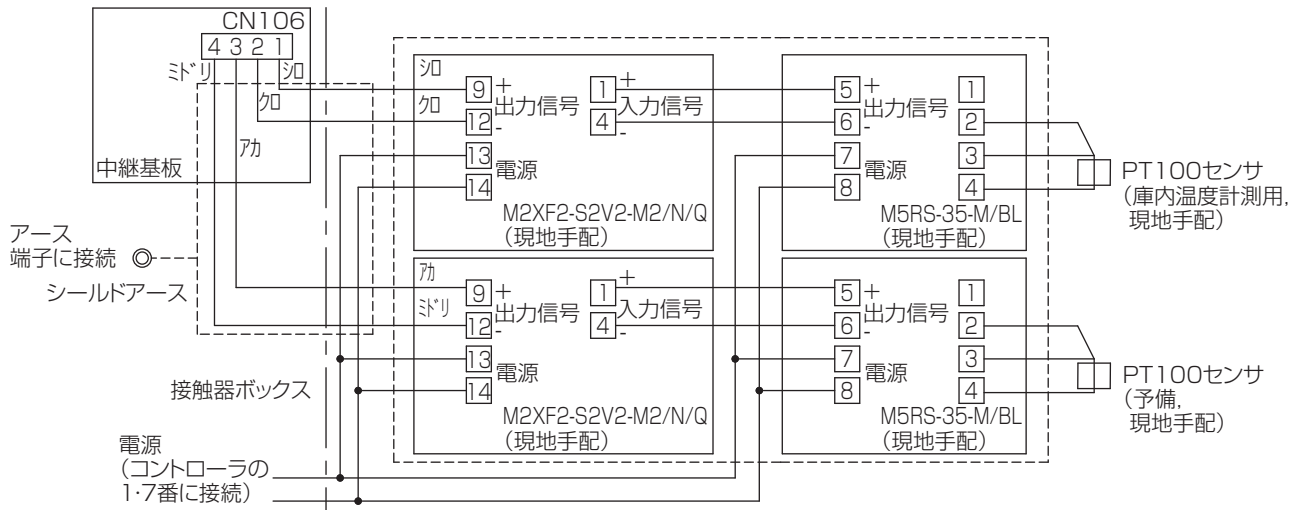 CN106
4 3 2 1
ミドリ
シロ
クロ
アカ
中継基板
アース
端子に接続
シールドアース
接触器ボックス
電源
(コントローラの
1・7番に接続)
シロ
クロ
9 +
出力信号
12 -
13
電源
14
1 +
入力信号
4 -
M2XF2-S2V2-M2/N/Q
(現地手配)
5 +
出力信号
6 -
7
電源
8
1
2
3
4
M5RS-35-M/BL
(現地手配)
PT100センサ
(庫内温度計測用,
現地手配)
アカ
ミドリ
9 +
出力信号
12 -
13
電源
14
1 +
入力信号
4 -
M2XF2-S2V2-M2/N/Q
(現地手配)
5 +
出力信号
6 -
7
電源
8
1
2
3
4
M5RS-35-M/BL
(現地手配)
PT100センサ
(予備,
現地手配)